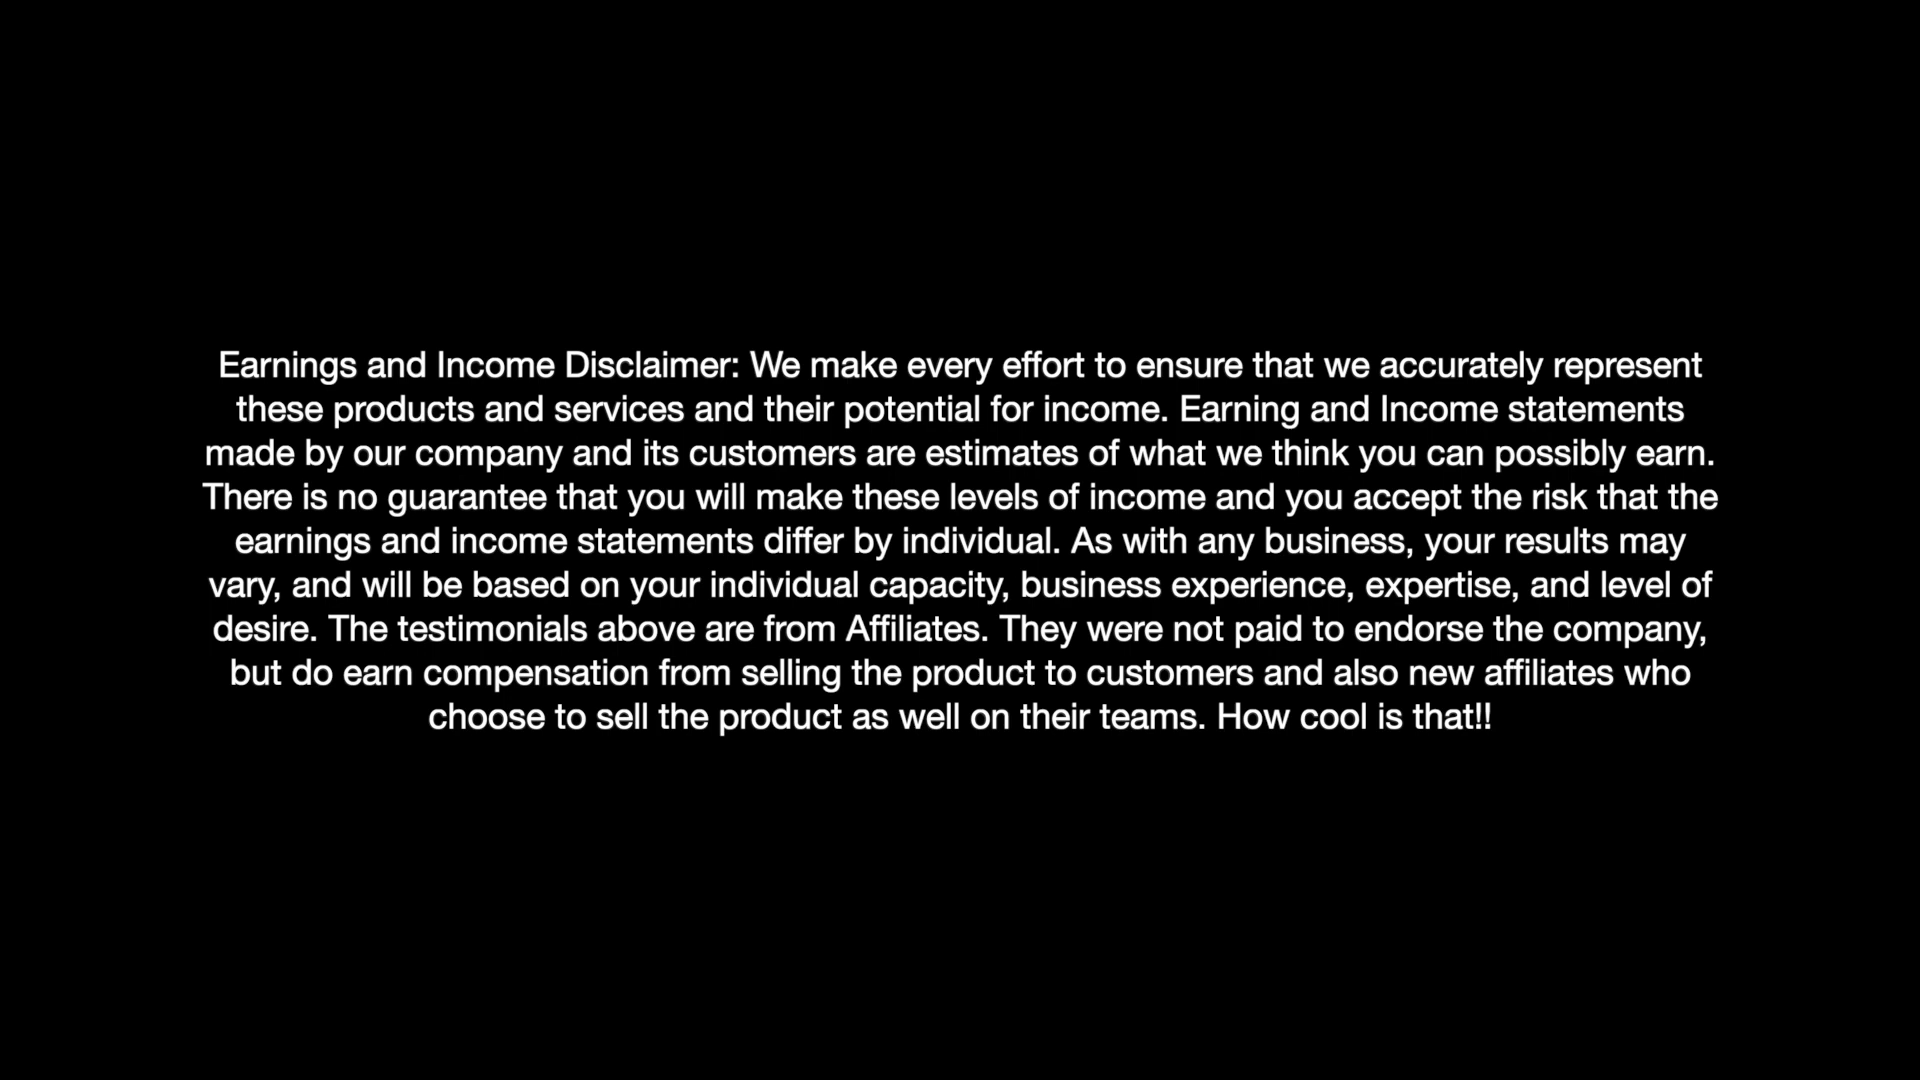 Earnings and Income Disclaimer: We make every effort to ensure that we accurately represent
these products and services and their potential for income. Earning and Income statements
made by our company and its customers are estimates of what we think you can possibly earn.
There is no guarantee that you will make these levels of income and you accept the risk that the
earnings and income statements differ by individual. As with any business, your results may
vary, and will be based on your individual capacity, business experience, expertise, and level of
desire. The testimonials above are from Affiliates. They were not paid to endorse the company,
but do earn compensation from selling the product to customers and also new affiliates who
choose to sell the product as well on their teams. How cool is that!!